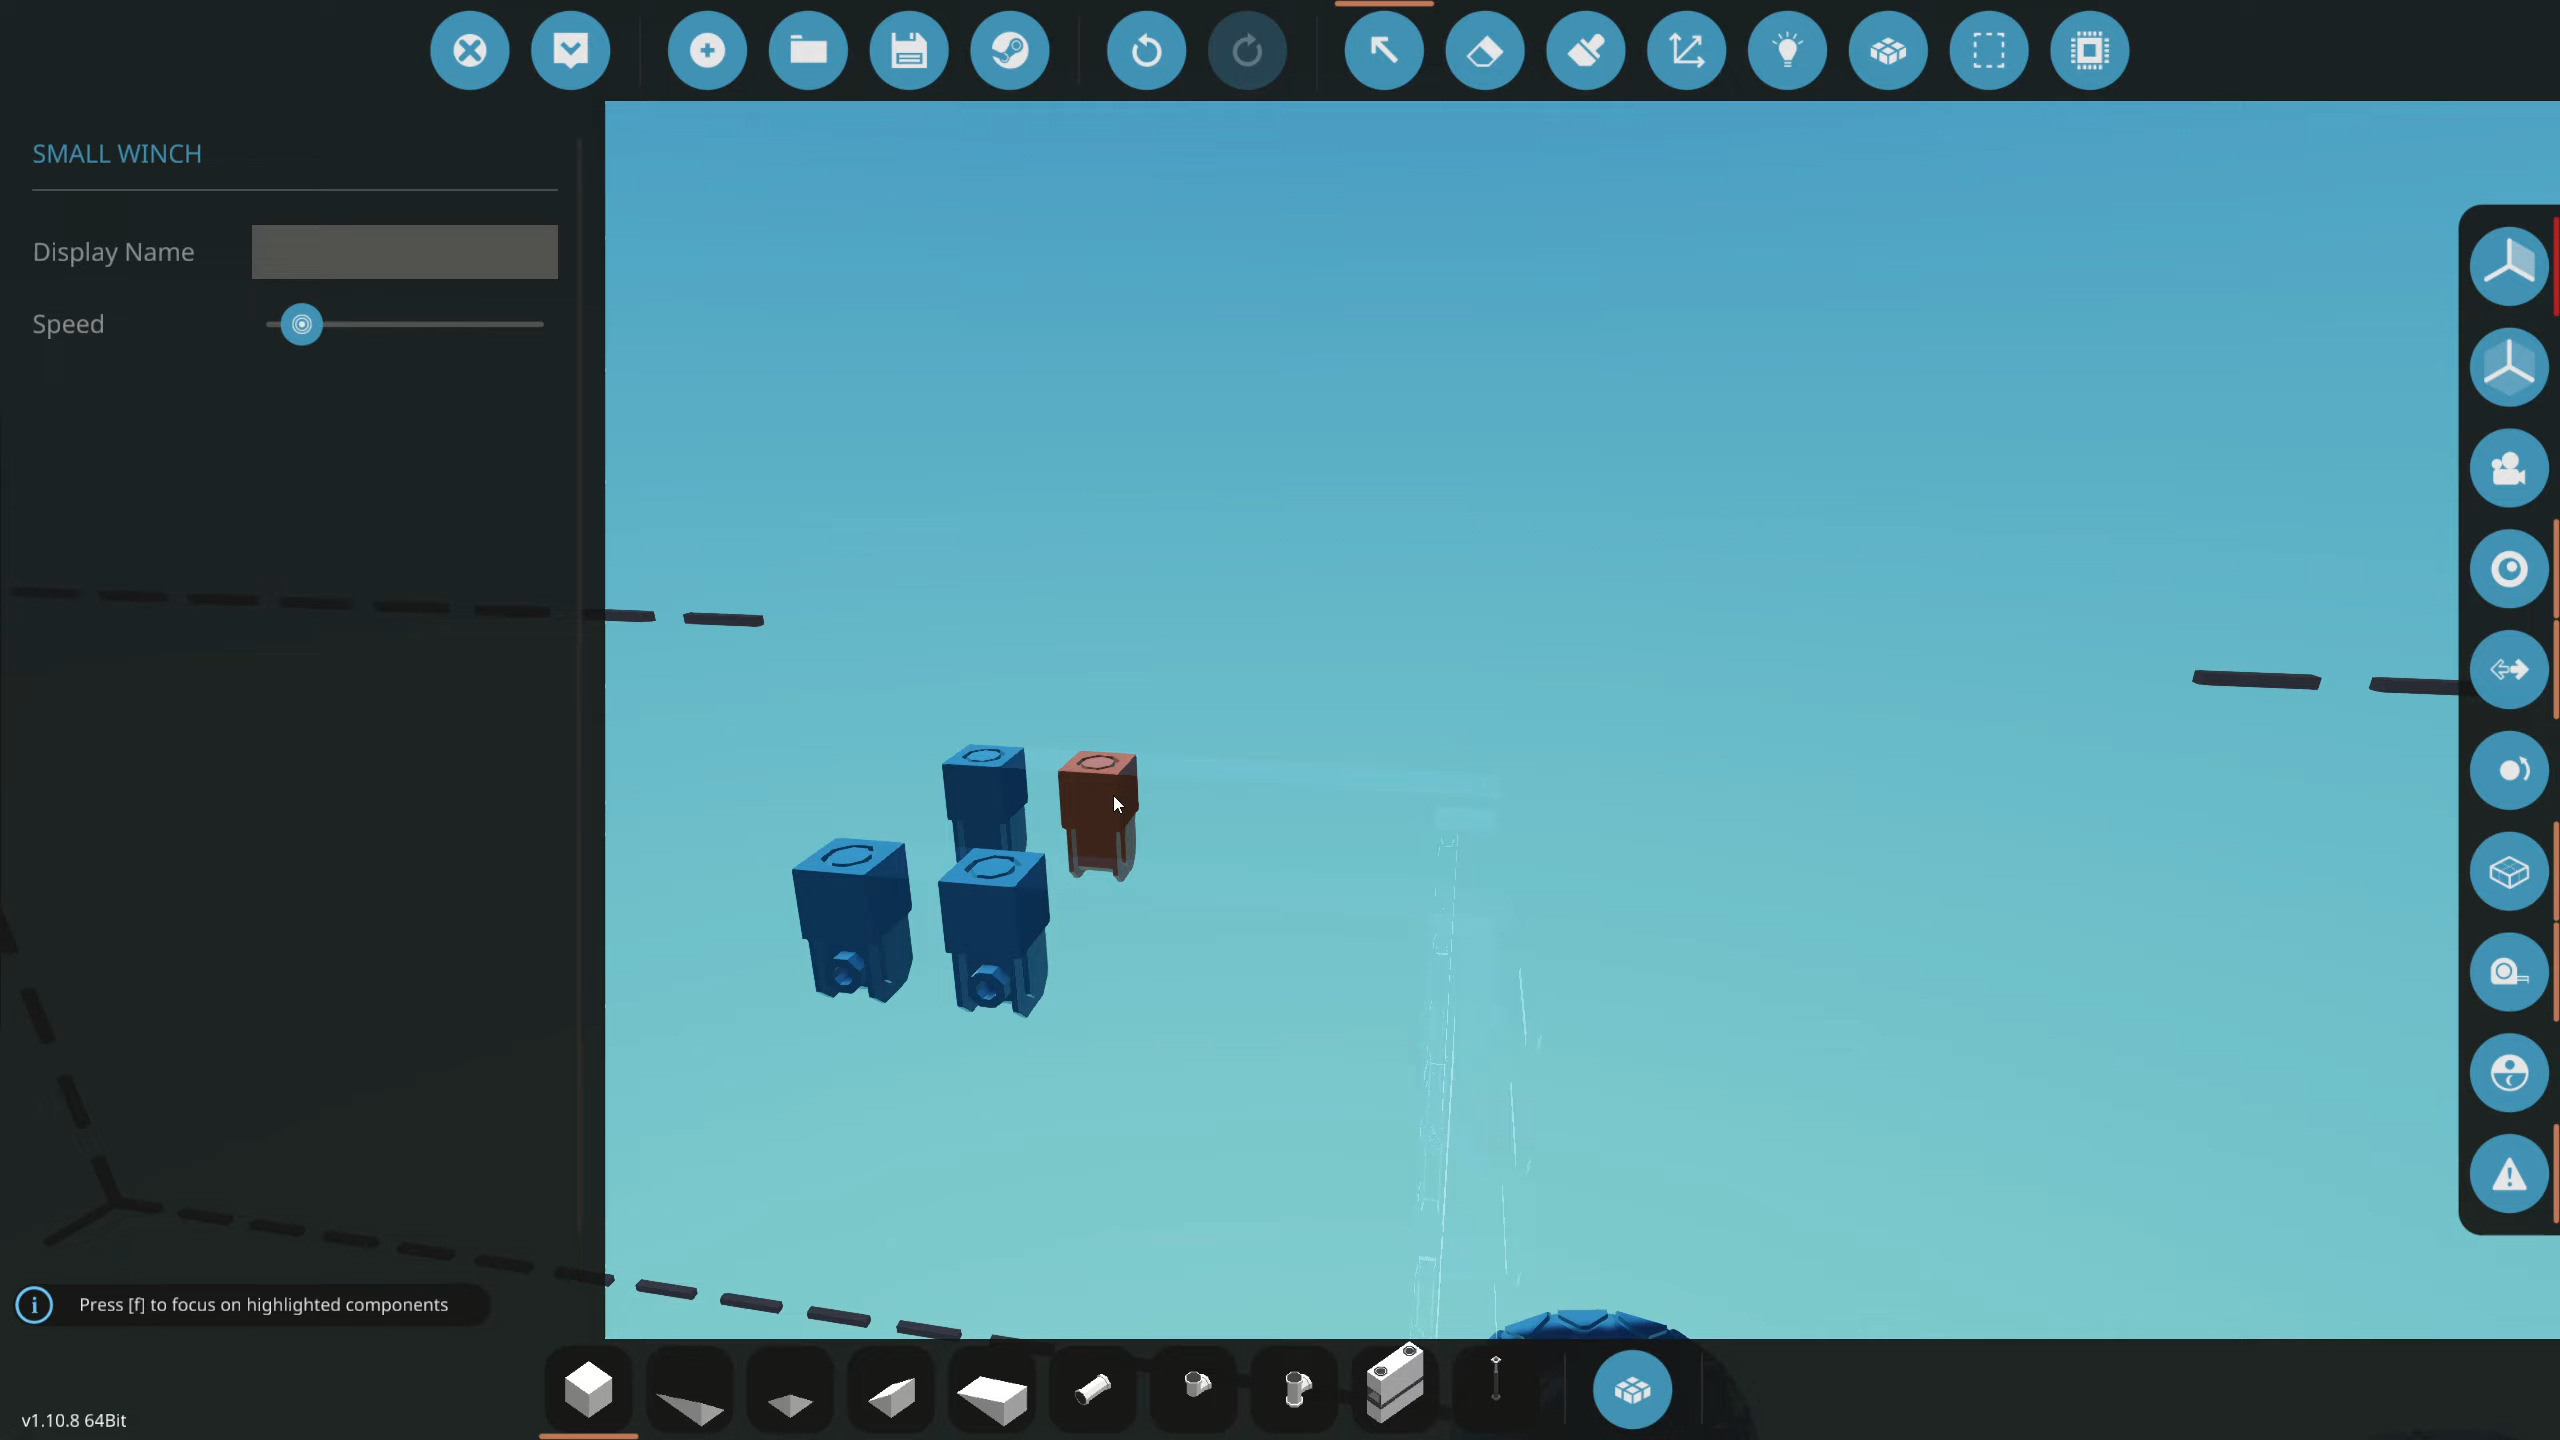 SMALL WINCH
Display Name
Speed
Press [f] to focus on highlighted components
v1.10.8 64Bit